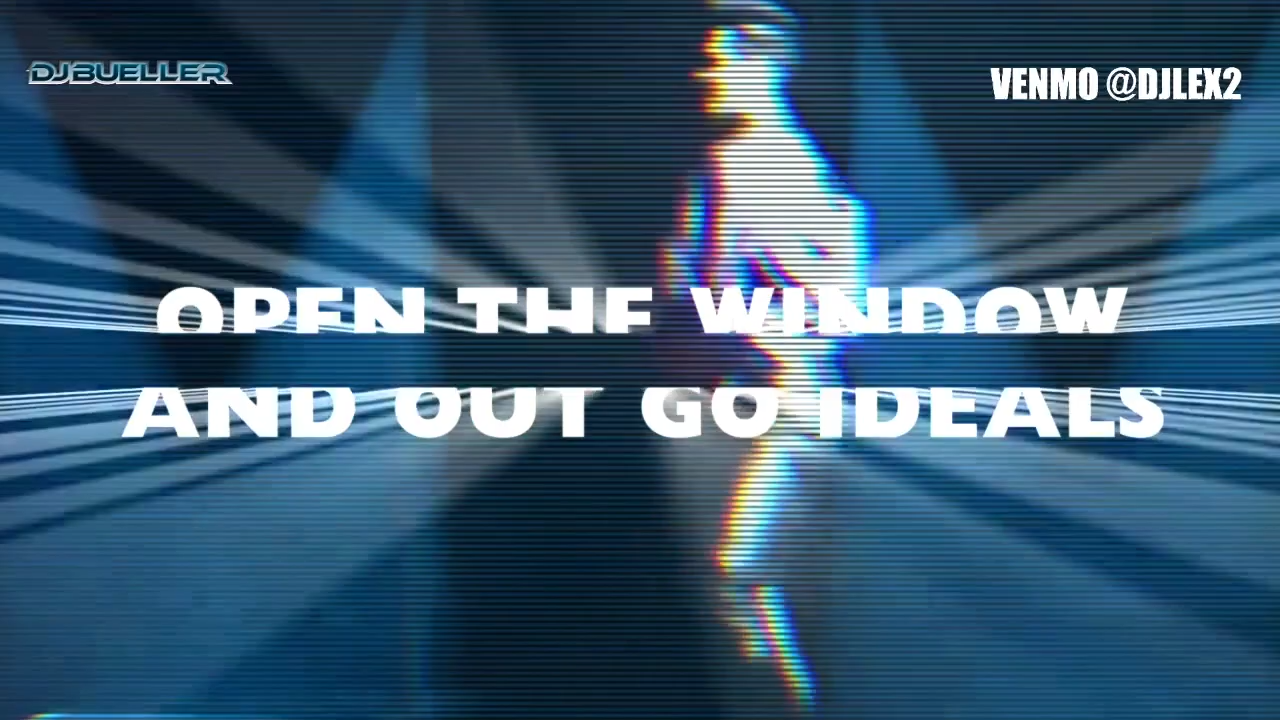 DJBUELLER
VENMO @DJLEX2
OPEN THE WINDOW
AND OUT GO IDEALS